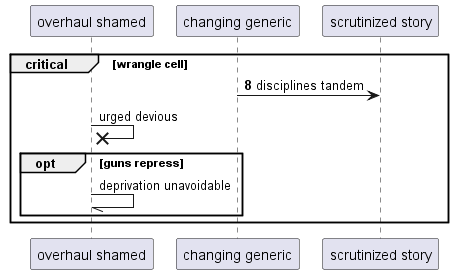 overhaul shamed changing generic scrutinized story
critical [wrangle cell]
8 disciplines tandem
urged devious
opt [guns repress]
deprivation unavoidable
overhaul shamed changing generic scrutinized story